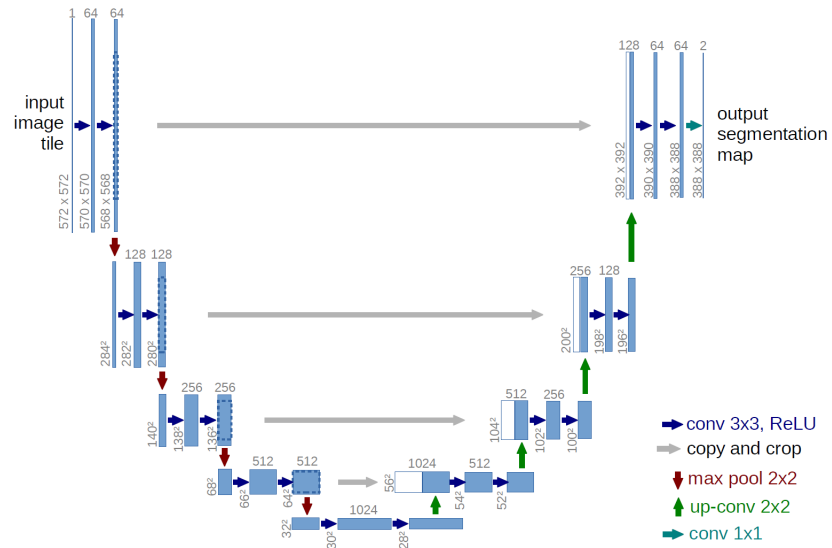 1 64 64
128 64 64 2
input
image
tile
output
segmentation
map
572 x 572
570 x 570
568 x 568
392 x 392
390 x 390
388 x 388
388 x 388
128 128
256 128
284²
282²
280²
200²
198²
196²
256 256
512 256
140²
138²
136²
104²
102²
100²
512 512
1024 512
68²
66²
64²
56²
54²
52²
1024
32²
30²
28²
conv 3x3, ReLU
copy and crop
max pool 2x2
up-conv 2x2
conv 1x1